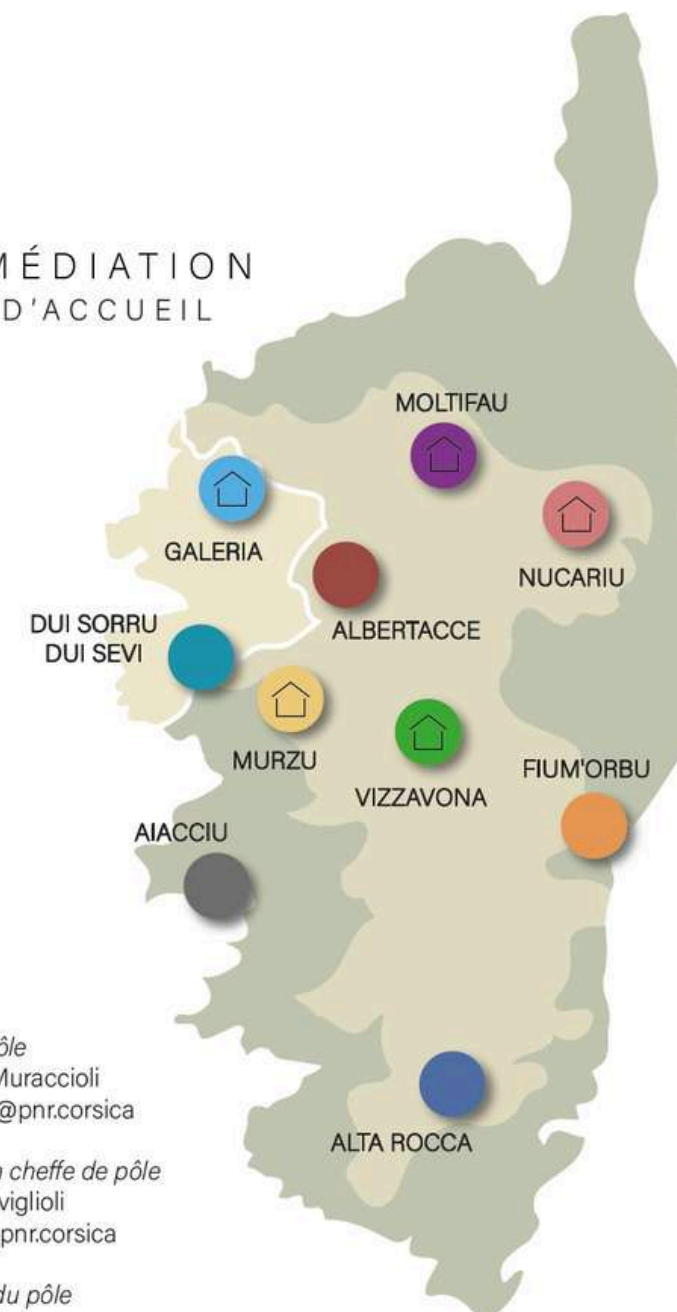 MÉDIATION
D'ACCUEIL
MOLTIFAU
GALERIA
NUCARIU
DUI SORRU
DUI SEVI
ALBERTACCE
MURZU
VIZZAVONA
FIUM'ORBU
AIACCIU
ALTA ROCCA
Muraccioli
@pnr.corsica
cheffe de pôle
viglioli
pnr.corsica
du pôle